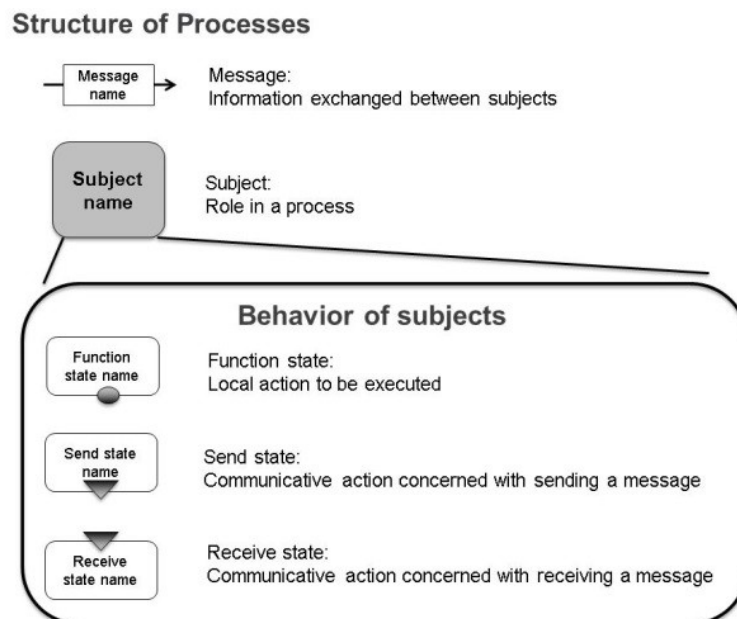 Structure of Processes
Message
name
Message:
Information exchanged between subjects
Subject
name
Subject:
Role in a process
Behavior of subjects
Function
state name
Function state:
Local action to be executed
Send state
name
Send state:
Communicative action concerned with sending a message
Receive
state name
Receive state:
Communicative action concerned with receiving a message